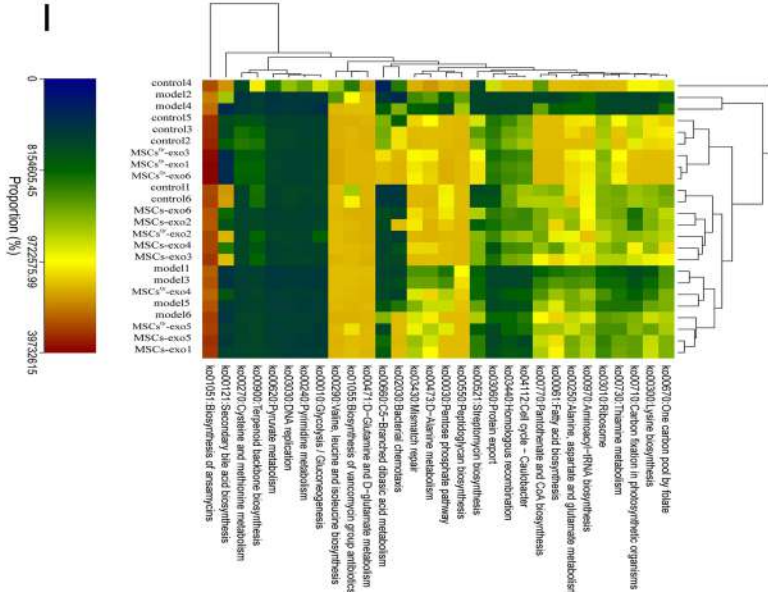 I
0
8154605.45
9722575.99
39732615
Proportion (%)
control4
model2
model4
control5
control3
control2
MSCsᵗʳ-exo3
MSCsᵗʳ-exo1
MSCsᵗʳ-exo6
control1
control6
MSCs-exo6
MSCs-exo2
MSCsᵗʳ-exo2
MSCs-exo4
MSCs-exo3
model1
model3
MSCsᵗʳ-exo4
model5
model6
MSCsᵗʳ-exo5
MSCs-exo5
MSCs-exo1
ko01051:Biosynthesis of ansamycins
ko00121:Secondary bile acid biosynthesis
ko00270:Cysteine and methionine metabolism
ko00900:Terpenoid backbone biosynthesis
ko00620:Pyruvate metabolism
ko03030:DNA replication
ko00240:Pyrimidine metabolism
ko00010:Glycolysis / Gluconeogenesis
ko00290:Valine, leucine and isoleucine biosynthesis
ko01055:Biosynthesis of vancomycin group antibiotics
ko00471:D-Glutamine and D-glutamate metabolism
ko00660:C5-Branched dibasic acid metabolism
ko02030:Bacterial chemotaxis
ko03430:Mismatch repair
ko00473:D-Alanine metabolism
ko00030:Pentose phosphate pathway
ko00550:Peptidoglycan biosynthesis
ko00521:Streptomycin biosynthesis
ko03060:Protein export
ko03440:Homologous recombination
ko04112:Cell cycle - Caulobacter
ko00770:Pantothenate and CoA biosynthesis
ko00061:Fatty acid biosynthesis
ko00250:Alanine, aspartate and glutamate metabolism
ko00970:Aminoacyl-tRNA biosynthesis
ko03010:Ribosome
ko00730:Thiamine metabolism
ko00710:Carbon fixation in photosynthetic organisms
ko00300:Lysine biosynthesis
ko00670:One carbon pool by folate